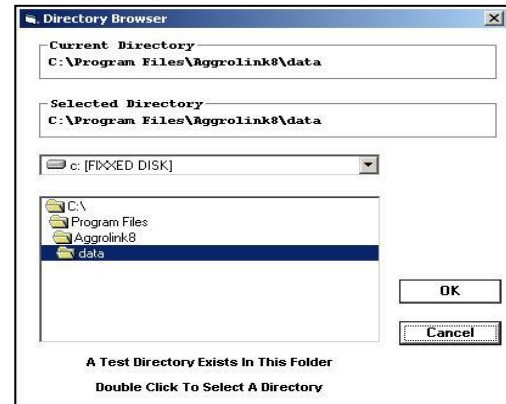 Directory Browser
Current Directory
C:\Program Files\Aggrolink8\data
Selected Directory
C:\Program Files\Aggrolink8\data
c: [FIXXED DISK]
C:\
Program Files
Aggrolink8
data
OK
Cancel
A Test Directory Exists In This Folder
Double Click To Select A Directory